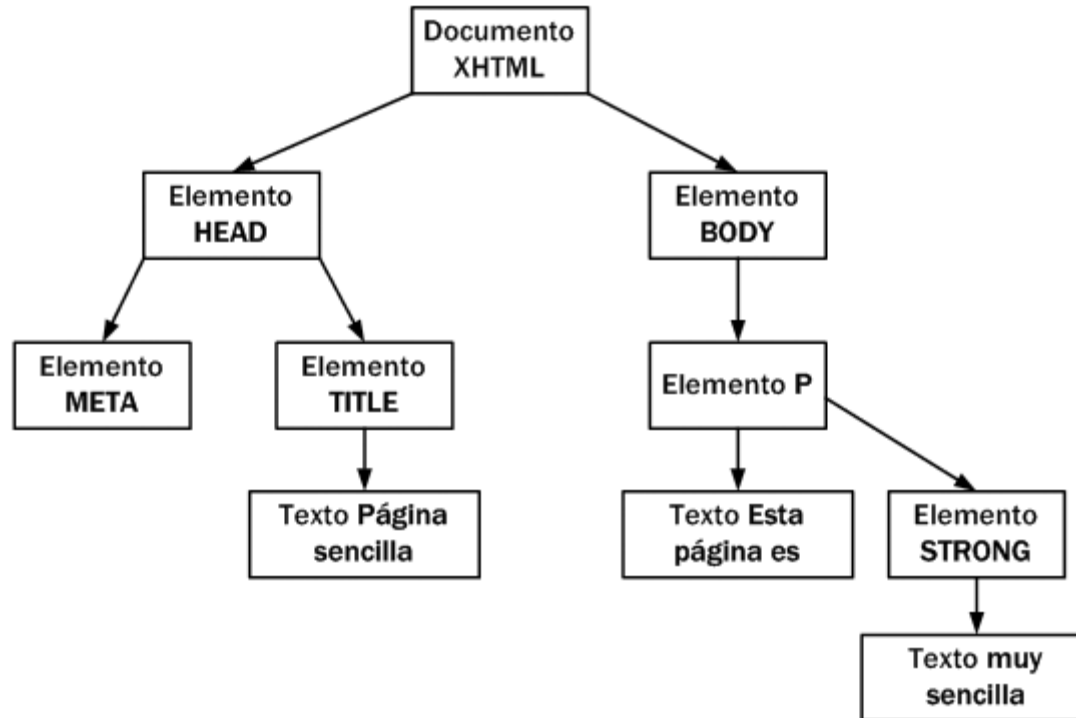 Documento
XHTML
Elemento
HEAD
Elemento
BODY
Elemento
META
Elemento
TITLE
Elemento P
Texto Página
sencilla
Texto Esta
página es
Elemento
STRONG
Texto muy
sencilla